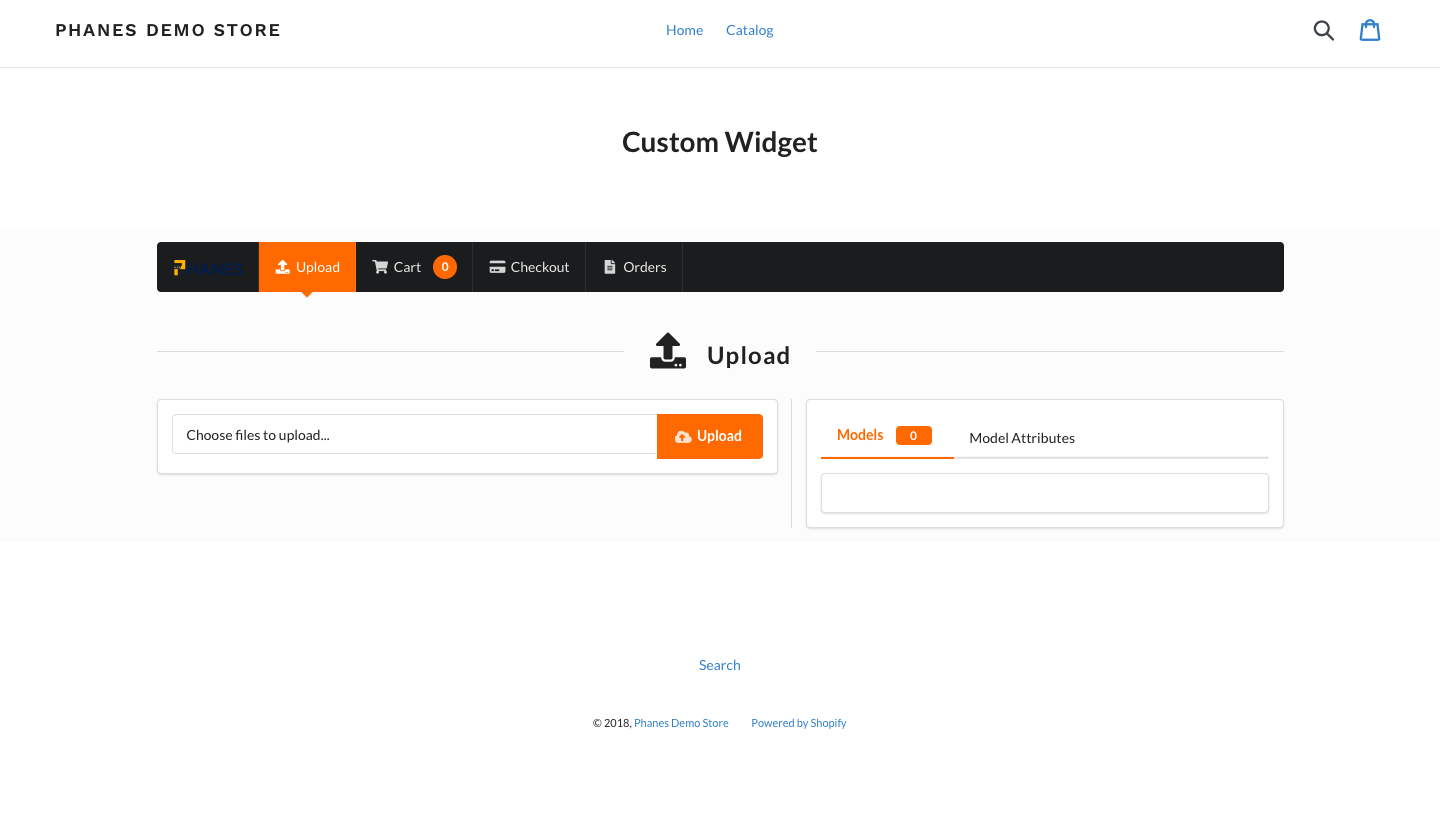 PHANES DEMO STORE
Home Catalog
Custom Widget
PHANES Upload Cart 0 Checkout Orders
Upload
Choose files to upload... Upload
Models 0 Model Attributes
Search
© 2018, Phanes Demo Store Powered by Shopify